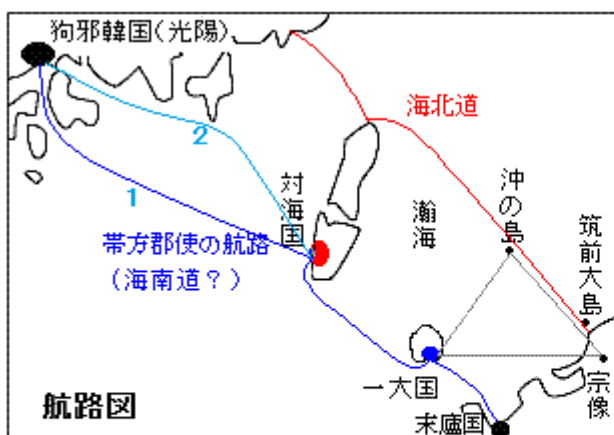 狗邪韓国(光陽)
海北道
2
1
対海国
瀚海
沖の島
筑前大島
帯方郡使の航路
(海南道？)
一大国
宗像
末廬国
航路図